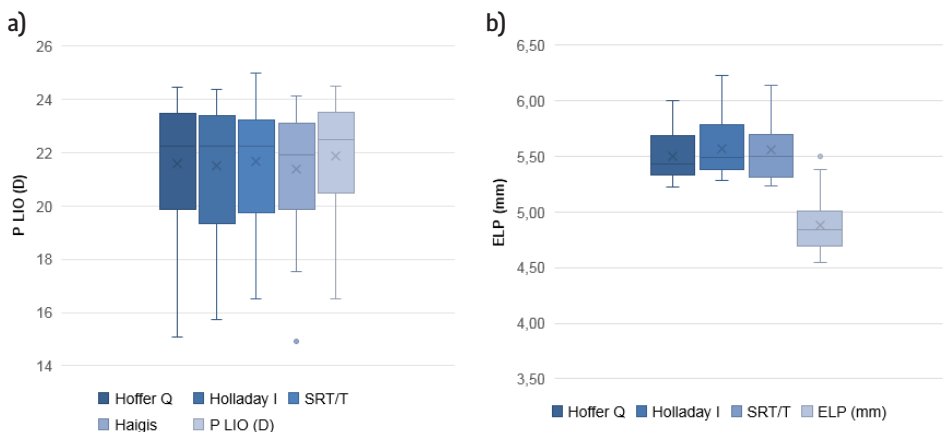 a)
26
24
22
20
18
16
14
P LIO (D)
Hoffer Q Holladay I SRT/T
Haigis P LIO (D)
b)
6,50
6,00
5,50
5,00
4,50
4,00
3,50
ELP (mm)
Hoffer Q Holladay I SRT/T ELP (mm)